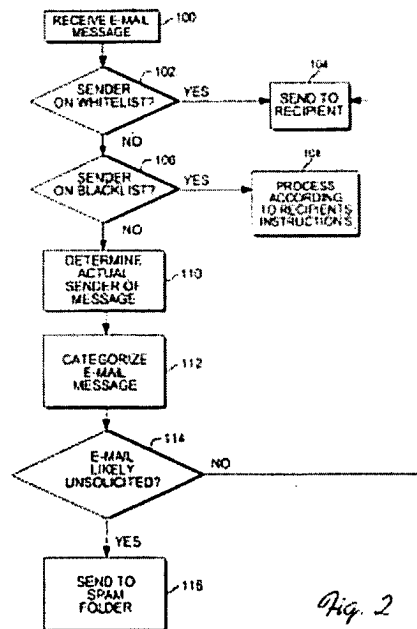 RECEIVE E-MAIL
MESSAGE
100
102
SENDER
ON WHITELIST?
YES
104
SEND TO
RECIPIENT
NO
106
SENDER
ON BLACKLIST?
YES
108
PROCESS
ACCORDING
TO RECIPIENTS
INSTRUCTIONS
NO
DETERMINE
ACTUAL
SENDER OF
MESSAGE
110
CATEGORIZE
E-MAIL
MESSAGE
112
114
E-MAIL
LIKELY
UNSOLICITED?
NO
YES
SEND TO
SPAM
FOLDER
116
Fig. 2